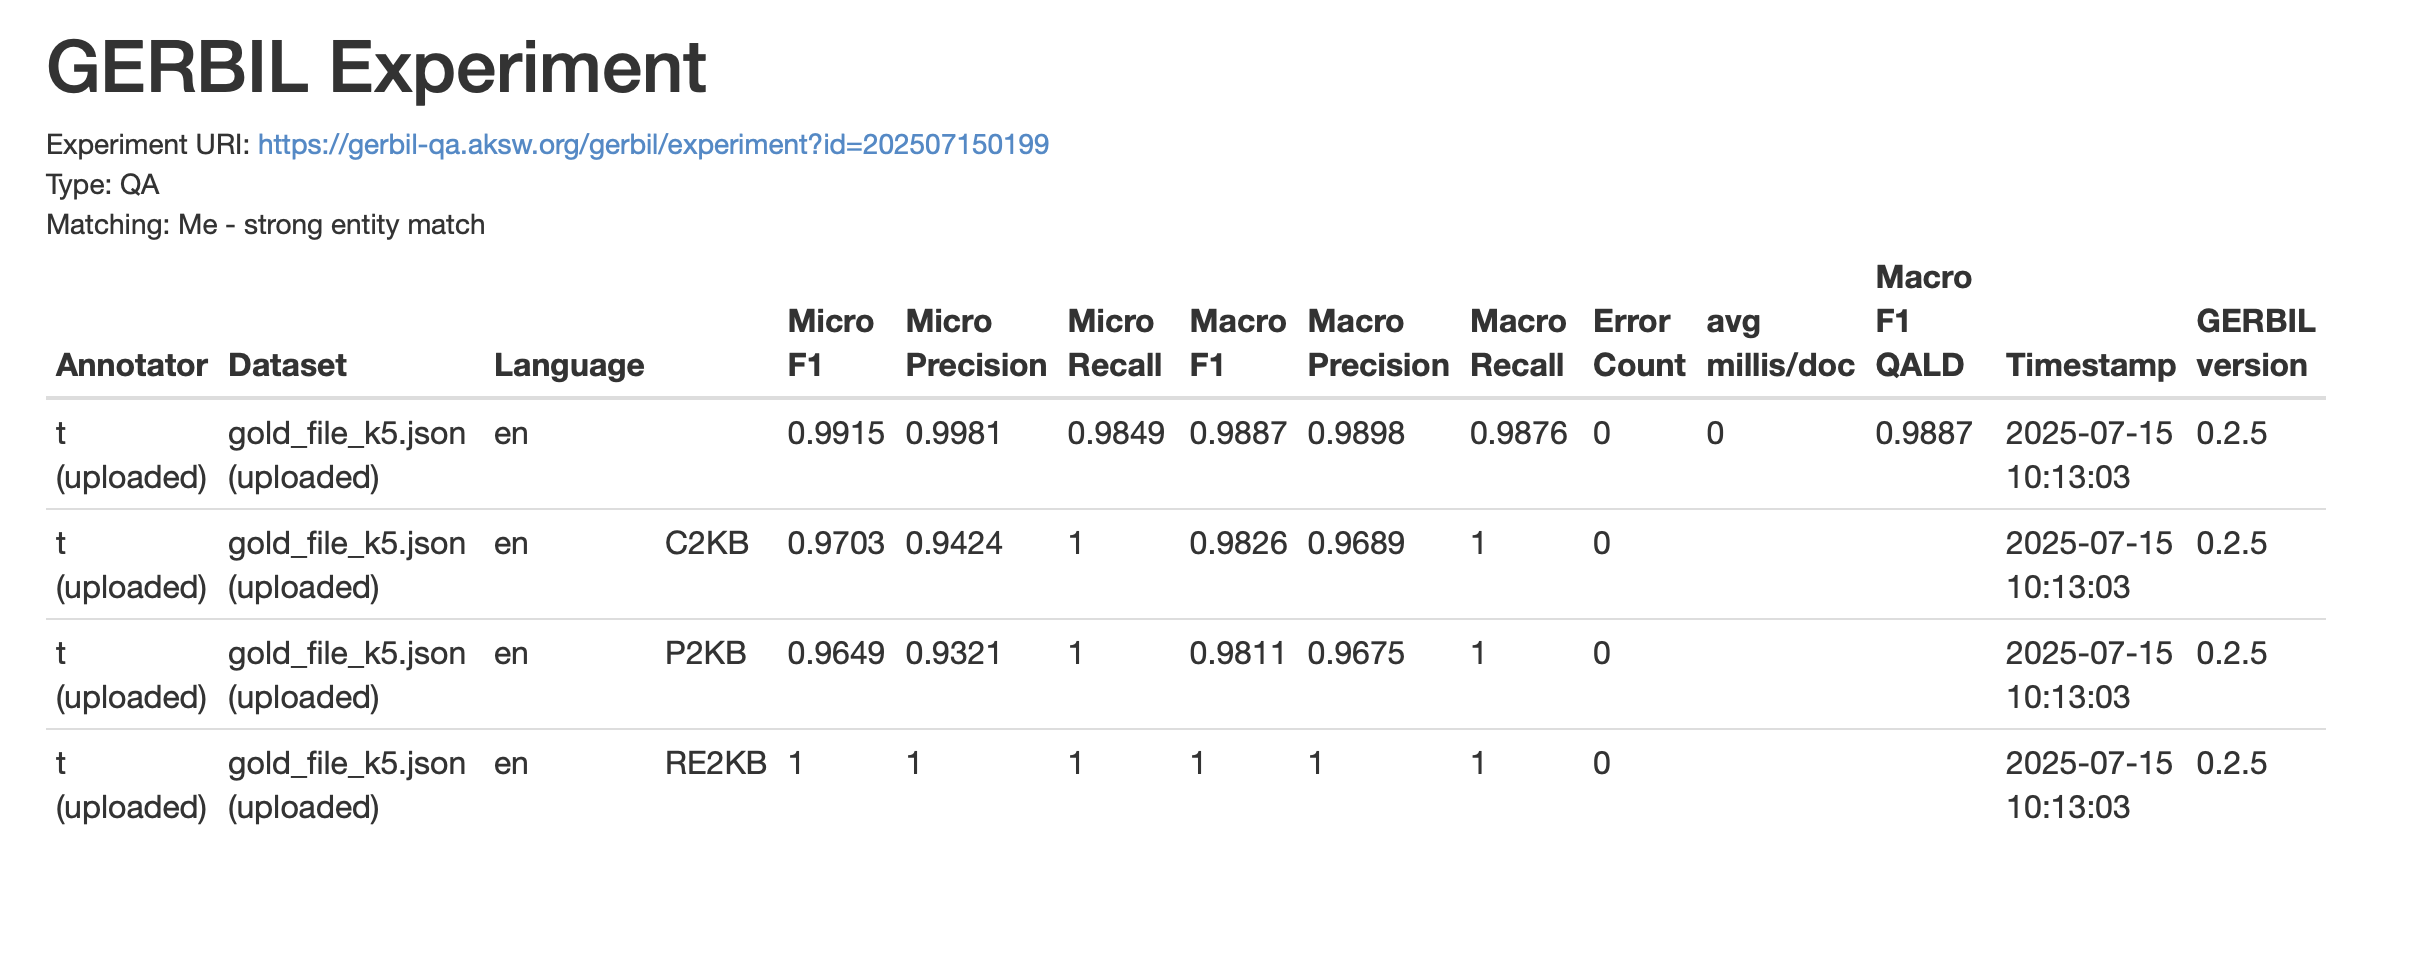 GERBIL Experiment
Experiment URI: https://gerbil-qa.aksw.org/gerbil/experiment?id=202507150199
Type: QA
Matching: Me - strong entity match
Macro
Micro Micro Micro Macro Macro Macro Error avg F1 GERBIL
Annotator Dataset Language F1 Precision Recall F1 Precision Recall Count millis/doc QALD Timestamp version
t gold_file_k5.json en 0.9915 0.9981 0.9849 0.9887 0.9898 0.9876 0 0 0.9887 2025-07-15 0.2.5
(uploaded) (uploaded) 10:13:03
t gold_file_k5.json en C2KB 0.9703 0.9424 1 0.9826 0.9689 1 0 2025-07-15 0.2.5
(uploaded) (uploaded) 10:13:03
t gold_file_k5.json en P2KB 0.9649 0.9321 1 0.9811 0.9675 1 0 2025-07-15 0.2.5
(uploaded) (uploaded) 10:13:03
t gold_file_k5.json en RE2KB 1 1 1 1 1 1 0 2025-07-15 0.2.5
(uploaded) (uploaded) 10:13:03